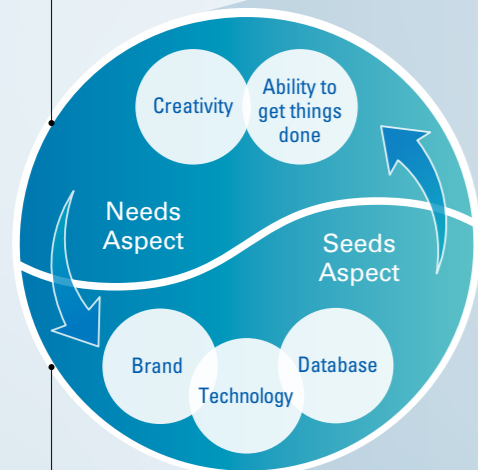 Creativity
Ability to
get things
done
Needs
Aspect
Seeds
Aspect
Brand
Technology
Database